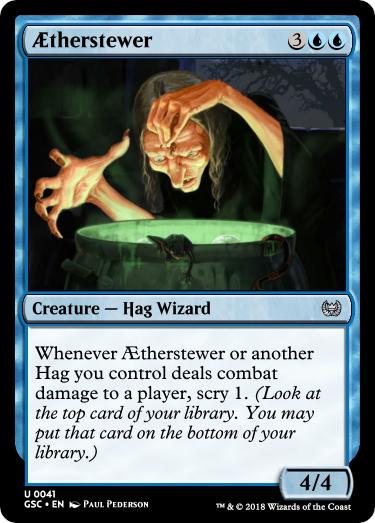 Ætherstewer 3
Creature — Hag Wizard
Whenever Ætherstewer or another
Hag you control deals combat
damage to a player, scry 1. (Look at
the top card of your library. You may
put that card on the bottom of your
library.)
4/4
U 0041
GSC • EN Paul Pederson
™ & © 2018 Wizards of the Coast